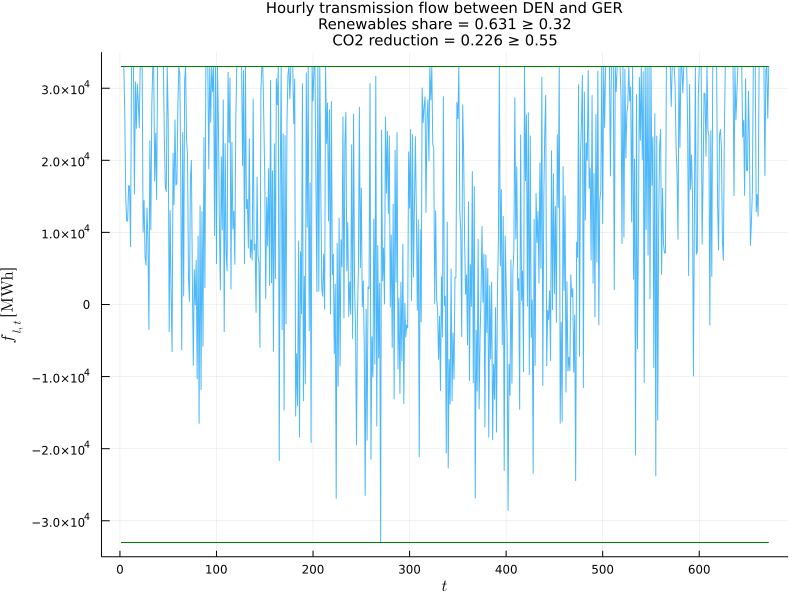 Hourly transmission flow between DEN and GER
Renewables share = 0.631 ≥ 0.32
CO2 reduction = 0.226 ≥ 0.55
3.0×10⁴
2.0×10⁴
1.0×10⁴
0
−1.0×10⁴
−2.0×10⁴
−3.0×10⁴
f l,t [MWh]
0 100 200 300 400 500 600
t